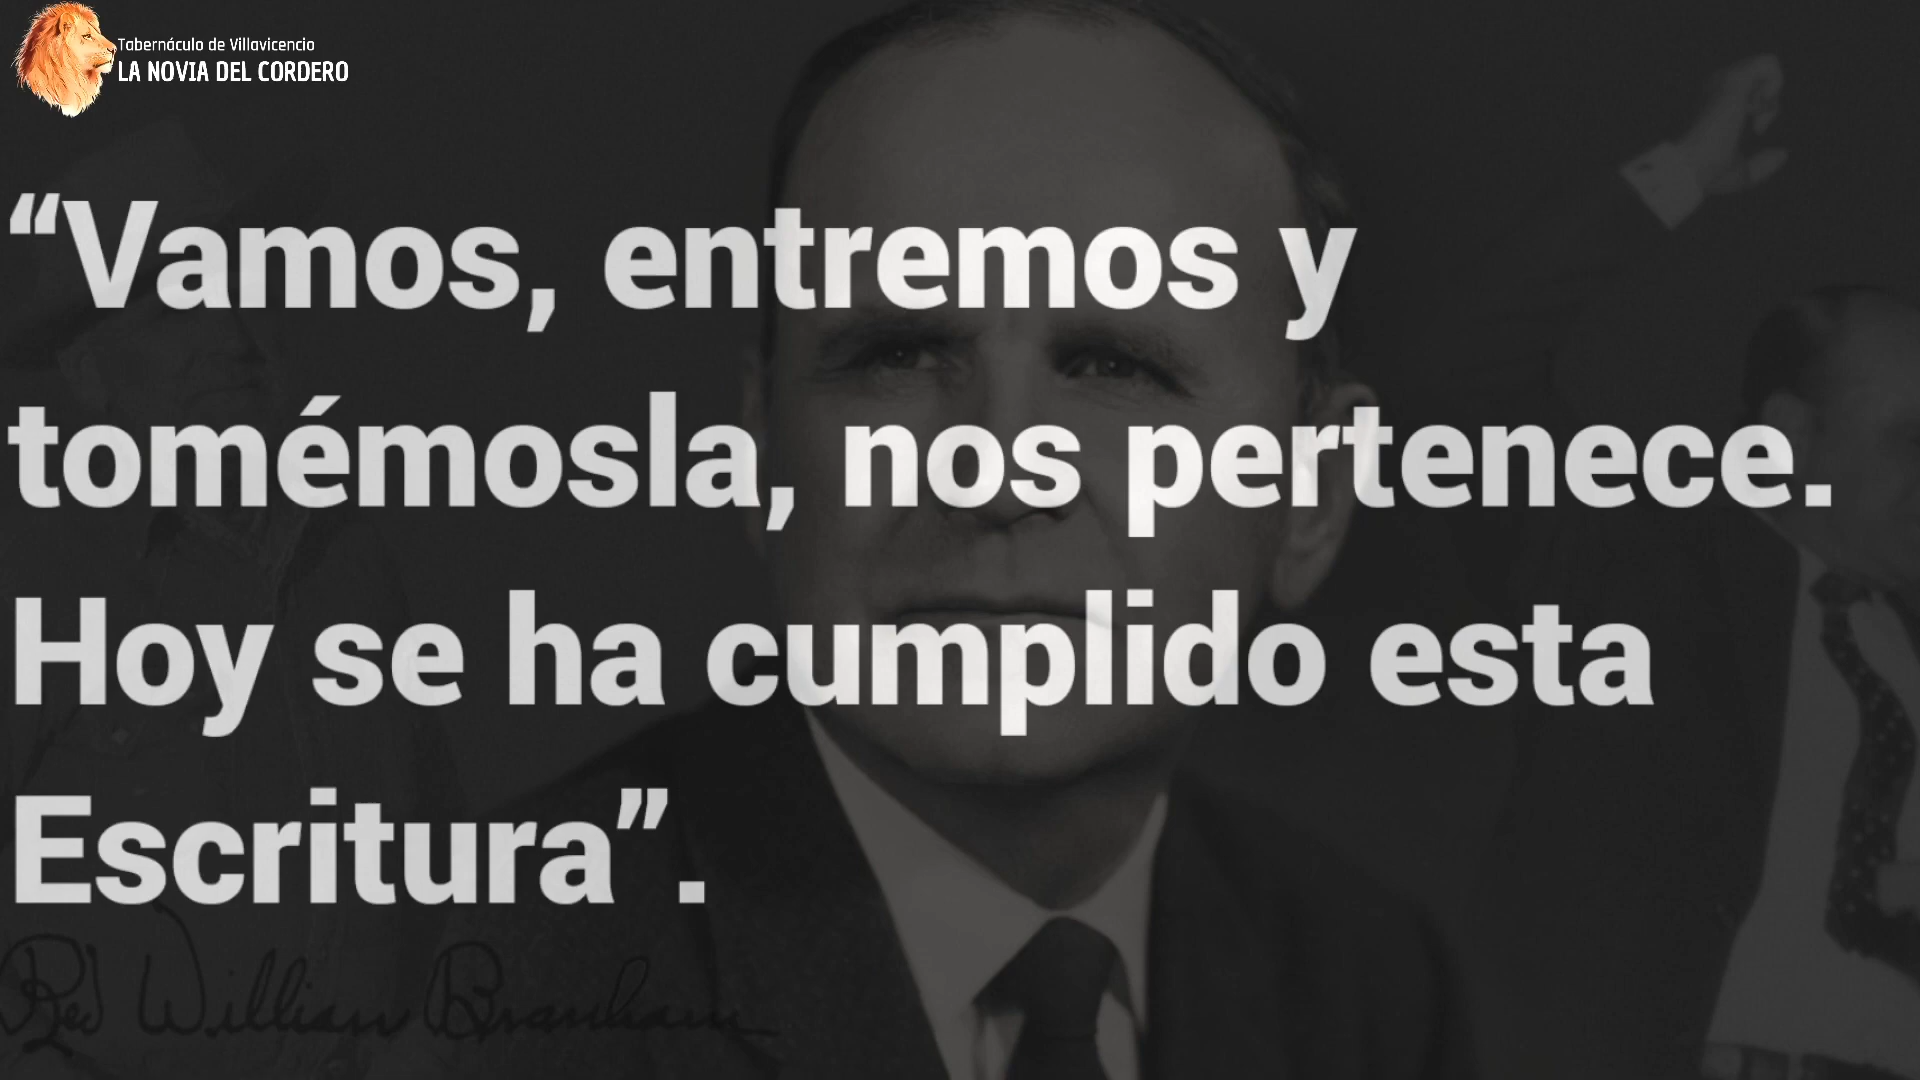 Tabernáculo de Villavicencio
LA NOVIA DEL CORDERO
“Vamos, entremos y
tomémosla, nos pertenece.
Hoy se ha cumplido esta
Escritura”.
Rev William Branham